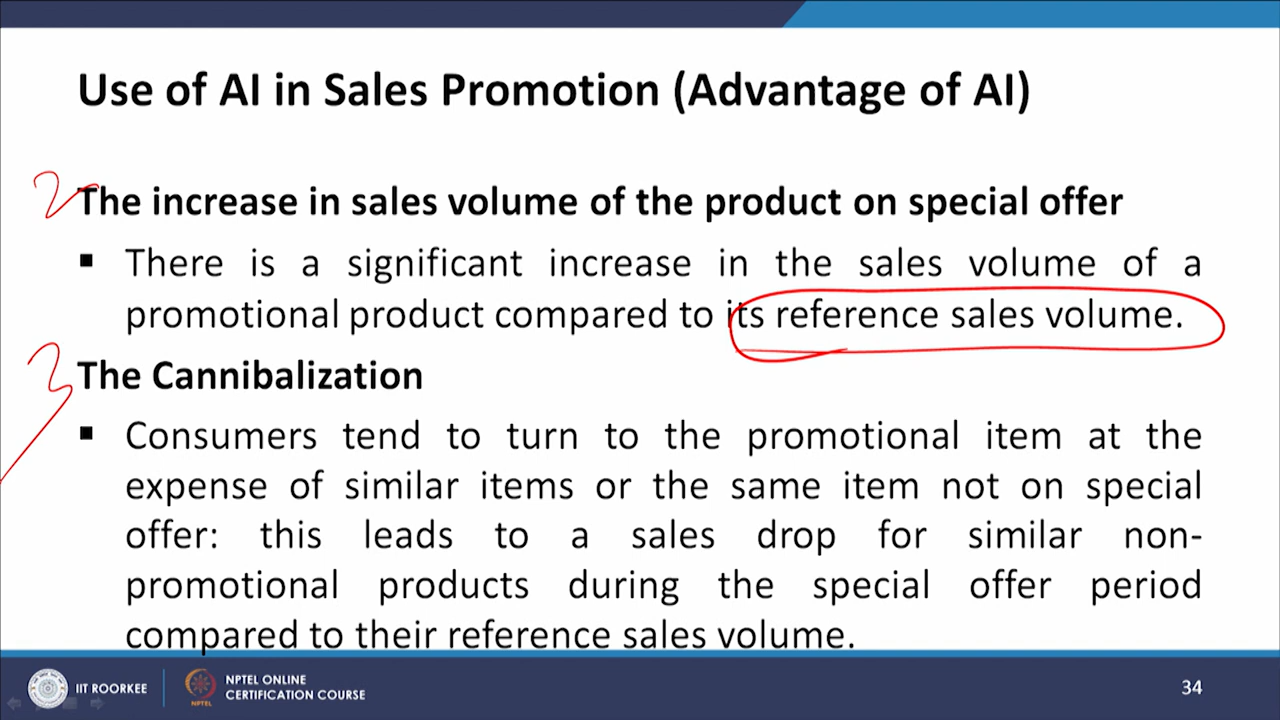 Use of AI in Sales Promotion (Advantage of AI)
2
The increase in sales volume of the product on special offer
▪ There is a significant increase in the sales volume of a
promotional product compared to its reference sales volume.
3
The Cannibalization
▪ Consumers tend to turn to the promotional item at the
expense of similar items or the same item not on special
offer: this leads to a sales drop for similar non-
promotional products during the special offer period
compared to their reference sales volume.
IIT ROORKEE
NPTEL ONLINE
CERTIFICATION COURSE
NPTEL
34